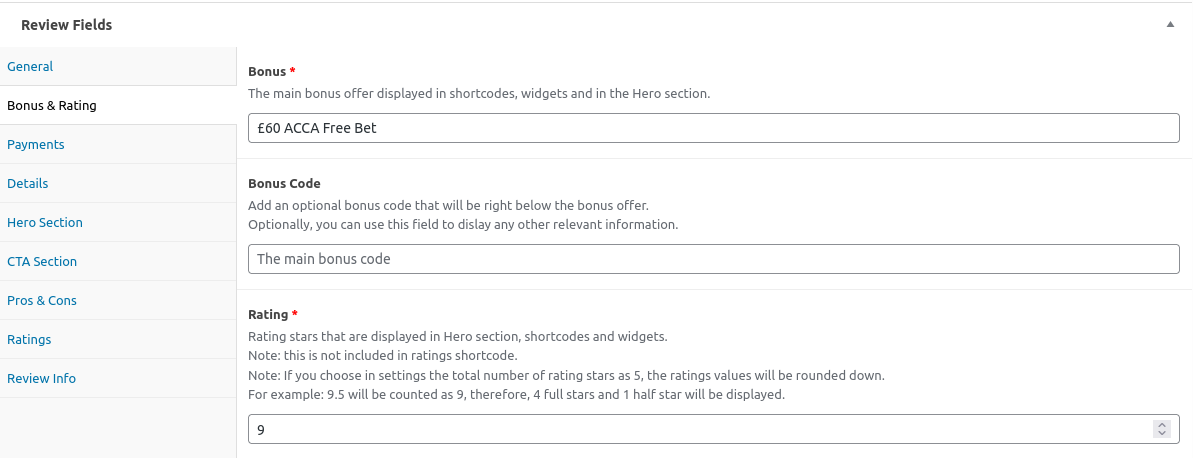 Review Fields
General
Bonus & Rating
Payments
Details
Hero Section
CTA Section
Pros & Cons
Ratings
Review Info
Bonus *
The main bonus offer displayed in shortcodes, widgets and in the Hero section.
£60 ACCA Free Bet
Bonus Code
Add an optional bonus code that will be right below the bonus offer.
Optionally, you can use this field to dislay any other relevant information.
The main bonus code
Rating *
Rating stars that are displayed in Hero section, shortcodes and widgets.
Note: this is not included in ratings shortcode.
Note: If you choose in settings the total number of rating stars as 5, the ratings values will be rounded down.
For example: 9.5 will be counted as 9, therefore, 4 full stars and 1 half star will be displayed.
9